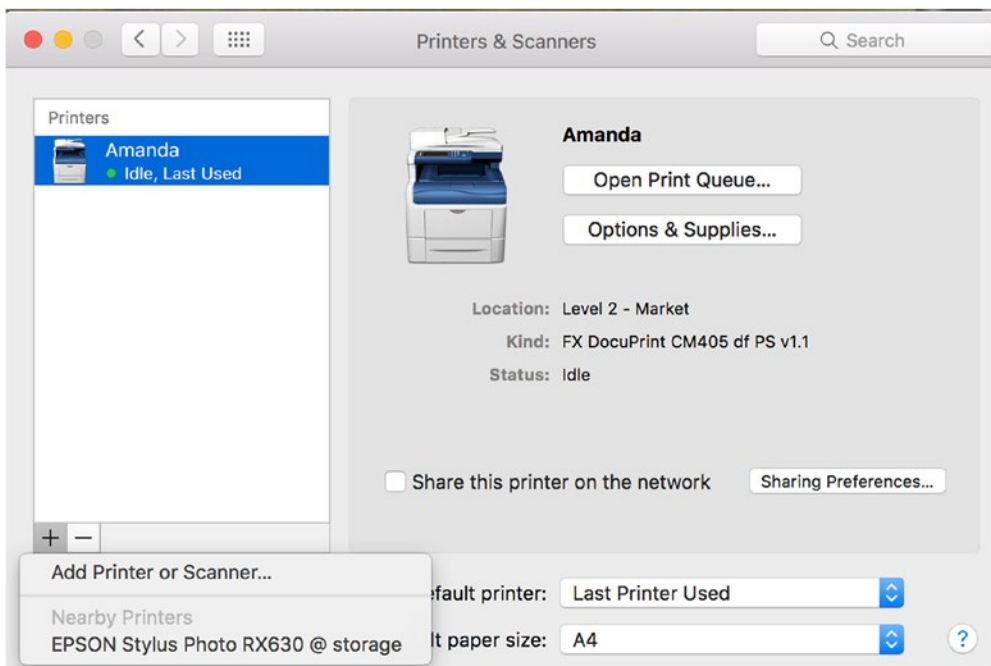 Printers & Scanners
Search
Printers
Amanda
Idle, Last Used
Amanda
Open Print Queue...
Options & Supplies...
Location: Level 2 - Market
Kind: FX DocuPrint CM405 df PS v1.1
Status: Idle
Share this printer on the network
Sharing Preferences...
+ −
Add Printer or Scanner...
Nearby Printers
EPSON Stylus Photo RX630 @ storage
efault printer: Last Printer Used
lt paper size: A4
?